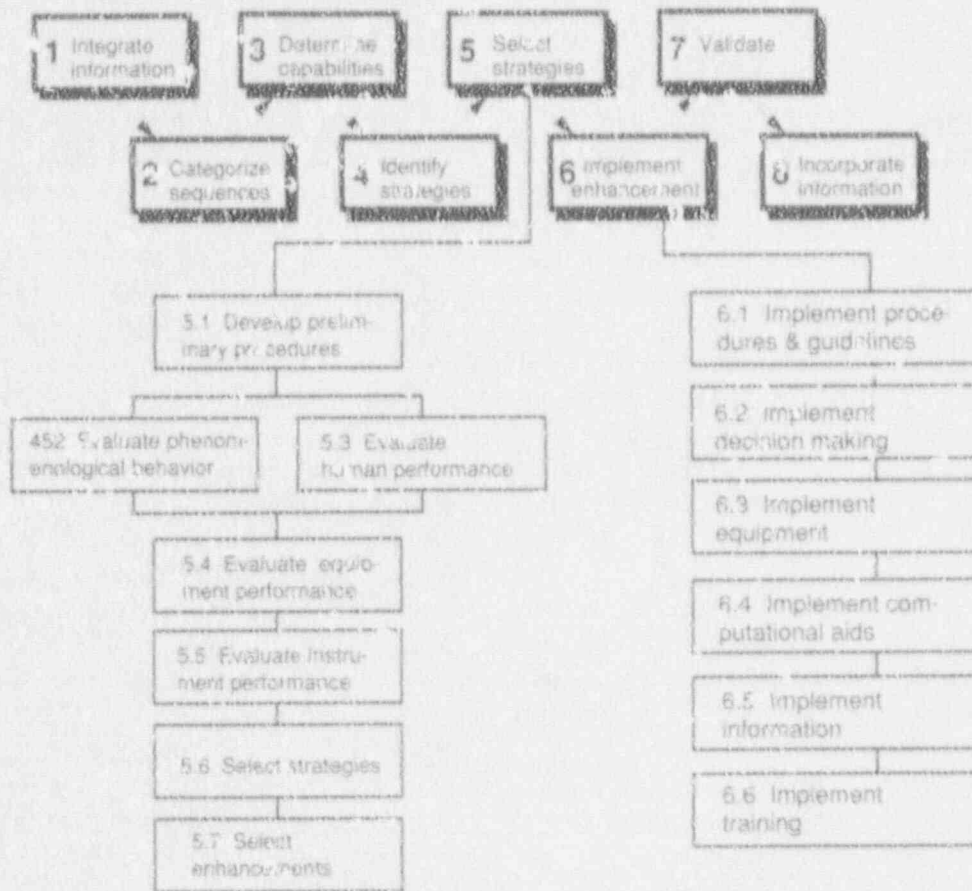 1 Integrate
information
2 Categorize
sequences
3 Determine
capabilities
4 Identify
strategies
5 Select
strategies
6 Implement
enhancement
7 Validate
8 Incorporate
information
5.1 Develop prelim-
inary procedures
452 Evaluate phenom-
enological behavior
5.3 Evaluate
human performance
5.4 Evaluate equip-
ment performance
5.5 Evaluate instru-
ment performance
5.6 Select strategies
5.7 Select
enhancements
6.1 Implement proce-
dures & guidelines
6.2 Implement
decision making
6.3 Implement
equipment
6.4 Implement com-
putational aids
6.5 Implement
information
6.6 Implement
training